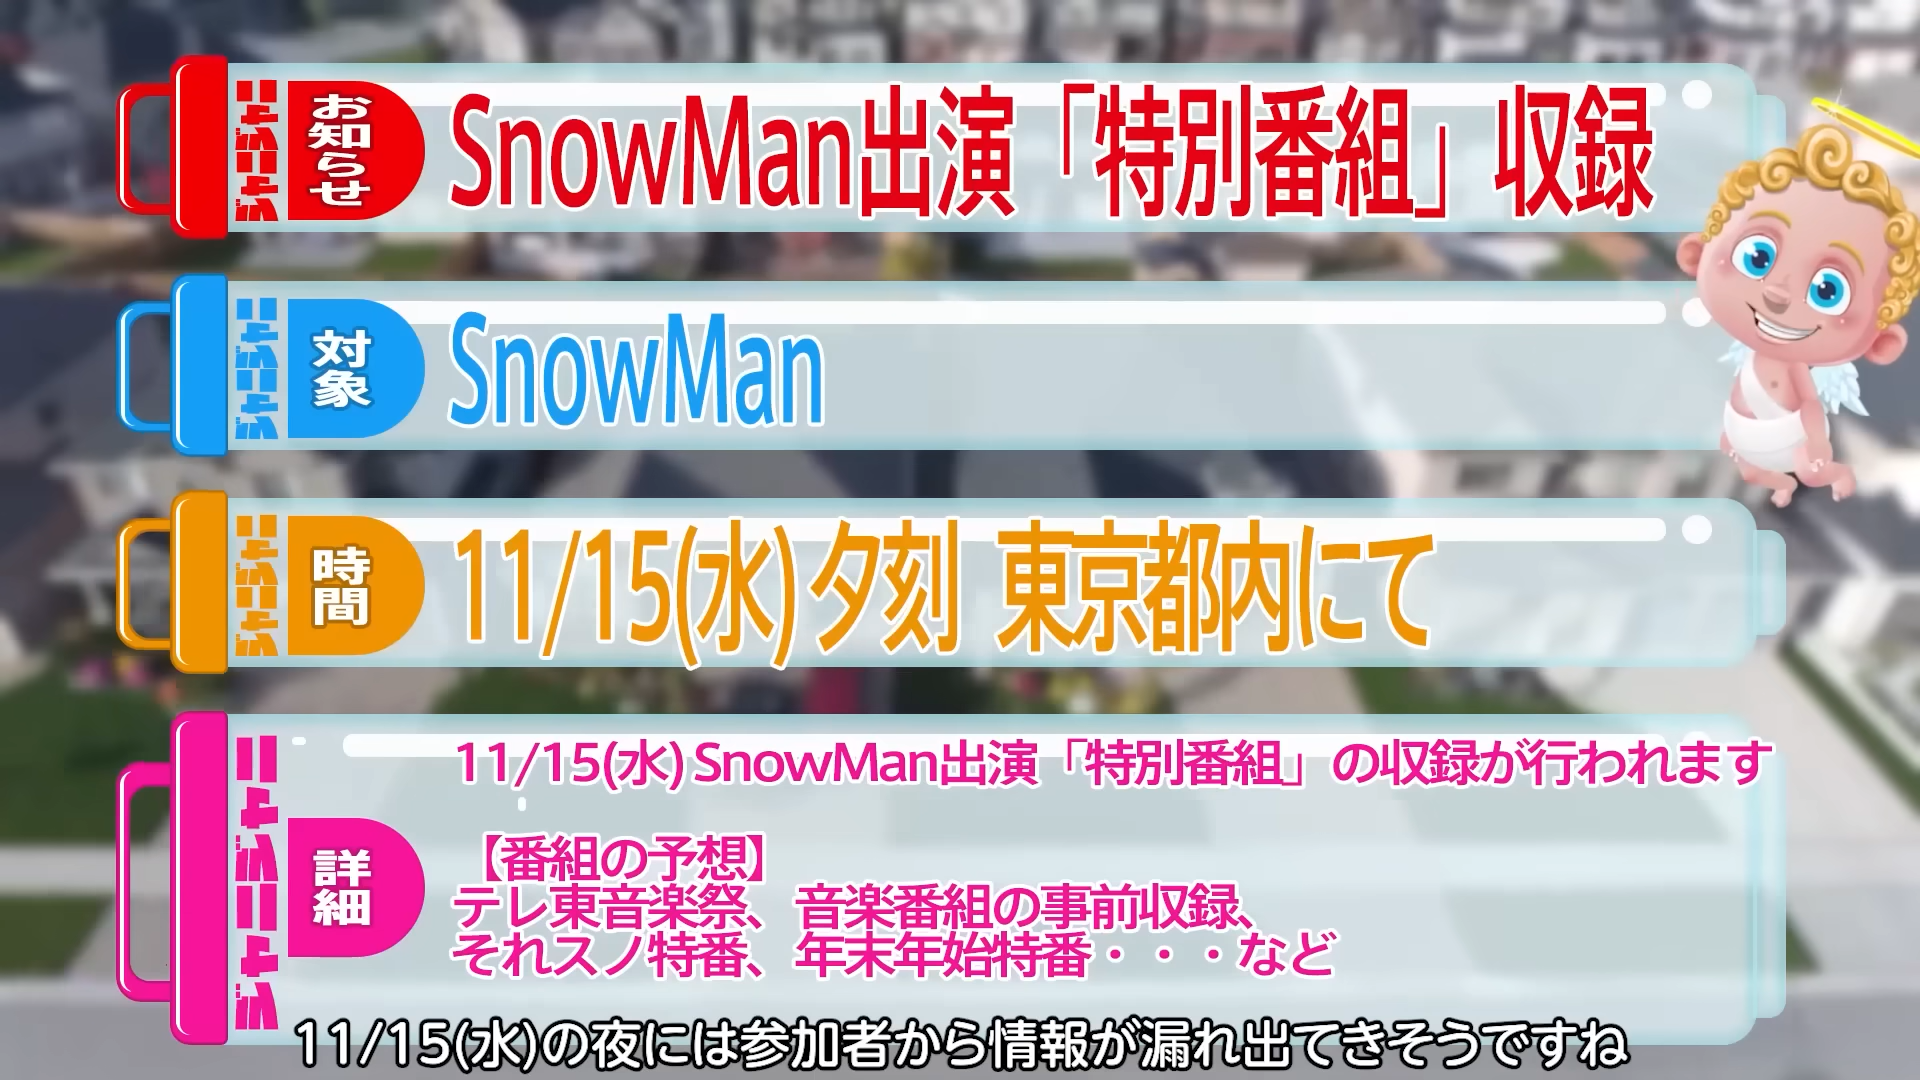 お知らせ
SnowMan出演「特別番組」収録
対象
SnowMan
時間
11/15(水)夕刻 東京都内にて
詳細
11/15(水)SnowMan出演「特別番組」の収録が行われます
【番組の予想】
テレ東音楽祭、音楽番組の事前収録、
それスノ特番、年末年始特番・・・など
11/15(水)の夜には参加者から情報が漏れ出てきそうですね